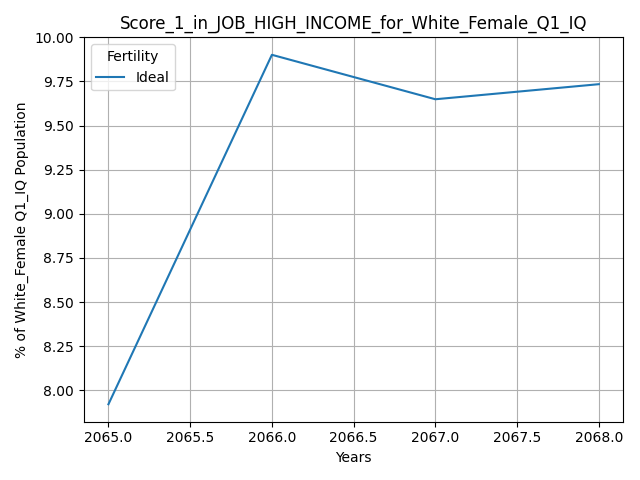 Score_1_in_JOB_HIGH_INCOME_for_White_Female_Q1_IQ
Fertility
Ideal
% of White_Female Q1_IQ Population
10.00
9.75
9.50
9.25
9.00
8.75
8.50
8.25
8.00
2065.0 2065.5 2066.0 2066.5 2067.0 2067.5 2068.0
Years